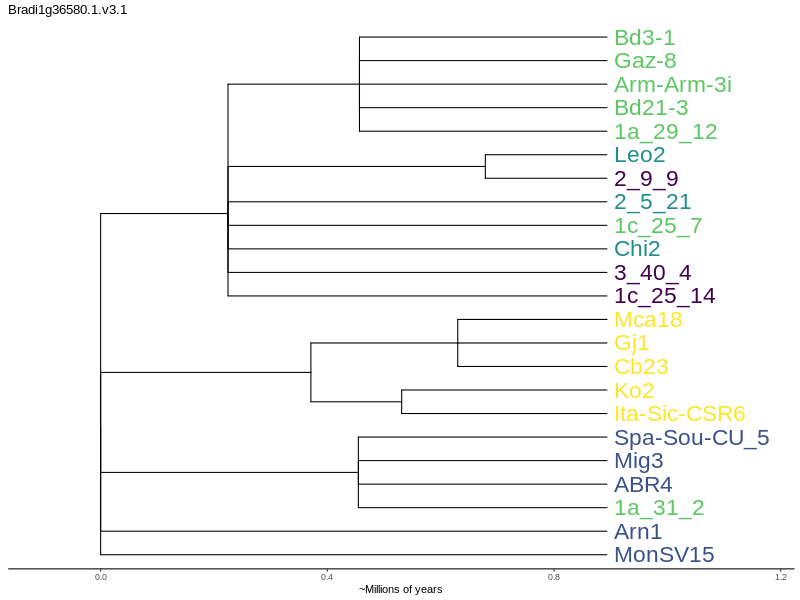 Bradi1g36580.1.v3.1
Bd3-1
Gaz-8
Arm-Arm-3i
Bd21-3
1a_29_12
Leo2
2_9_9
2_5_21
1c_25_7
Chi2
3_40_4
1c_25_14
Mca18
Gj1
Cb23
Ko2
Ita-Sic-CSR6
Spa-Sou-CU_5
Mig3
ABR4
1a_31_2
Arn1
MonSV15
0.0 0.4 0.8 1.2
~Millions of years